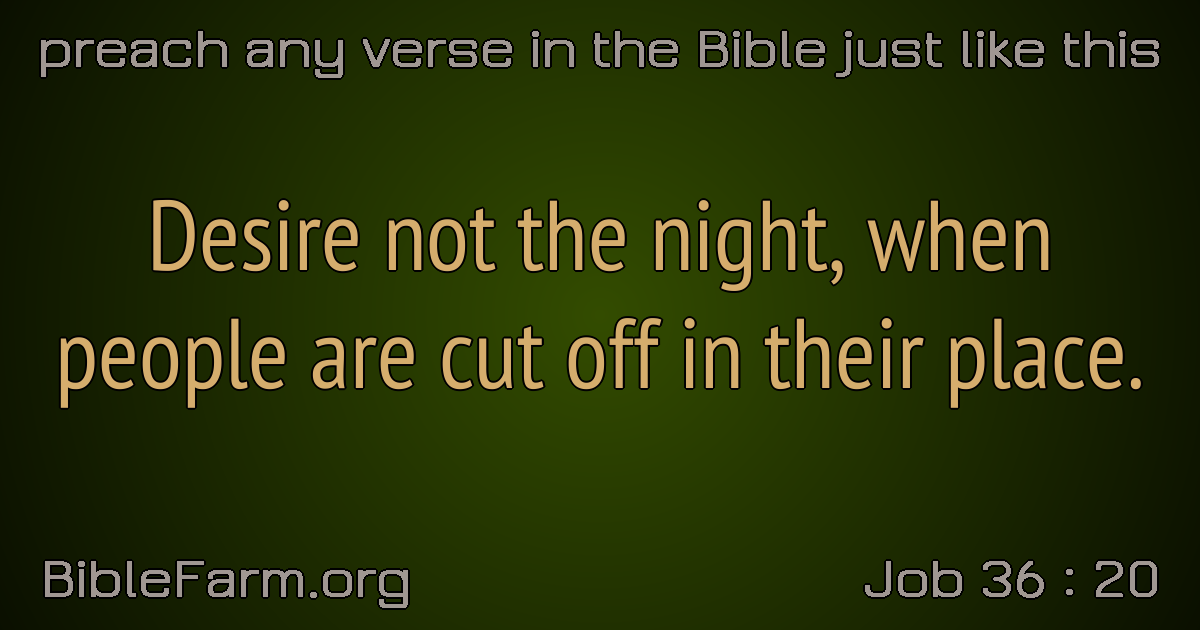 preach any verse in the Bible just like this
Desire not the night, when
people are cut off in their place.
BibleFarm.org
Job 36 : 20